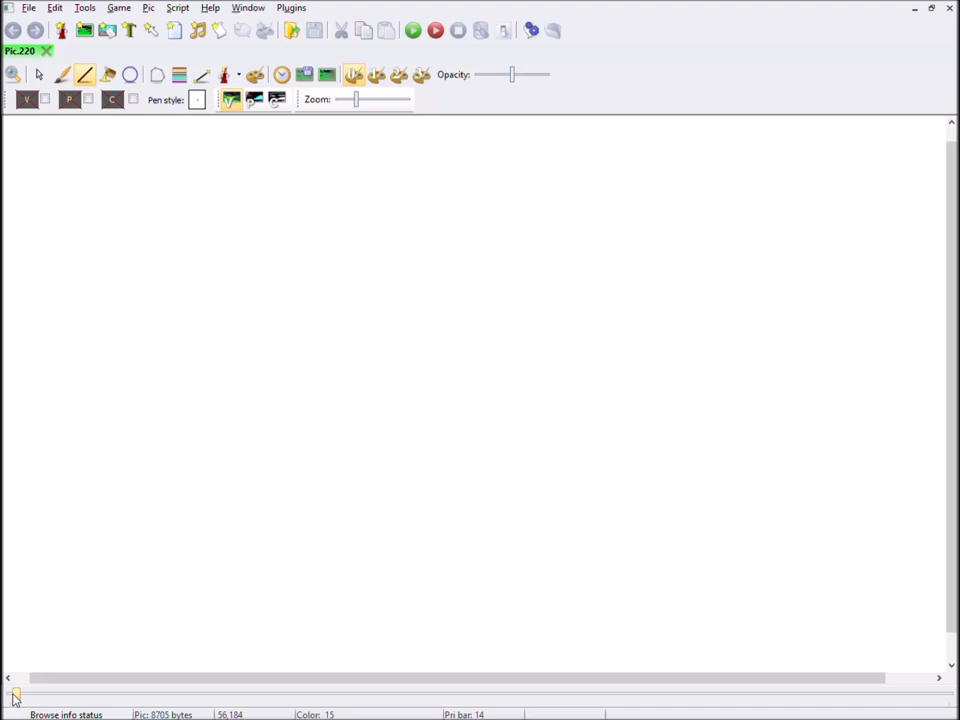 File Edit Tools Game Pic Script Help Window Plugins
Pic.220
Opacity:
V P C Pen style: V P C Zoom:
Browse info status Pic: 8705 bytes 56,184 Color: 15 Pri bar: 14